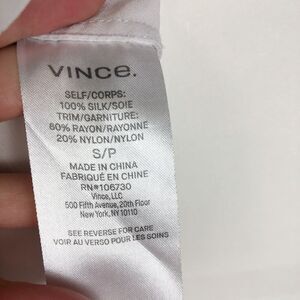 VINCE.
SELF/CORPS:
100% SILK/SOIE
TRIM/GARNITURE:
80% RAYON/RAYONNE
20% NYLON/NYLON
S/P
MADE IN CHINA
FABRIQUÉ EN CHINE
RN#106730
Vince, LLC
500 Fifth Avenue, 20th Floor
New York, NY 10110
SEE REVERSE FOR CARE
VOIR AU VERSO POUR LES SOINS